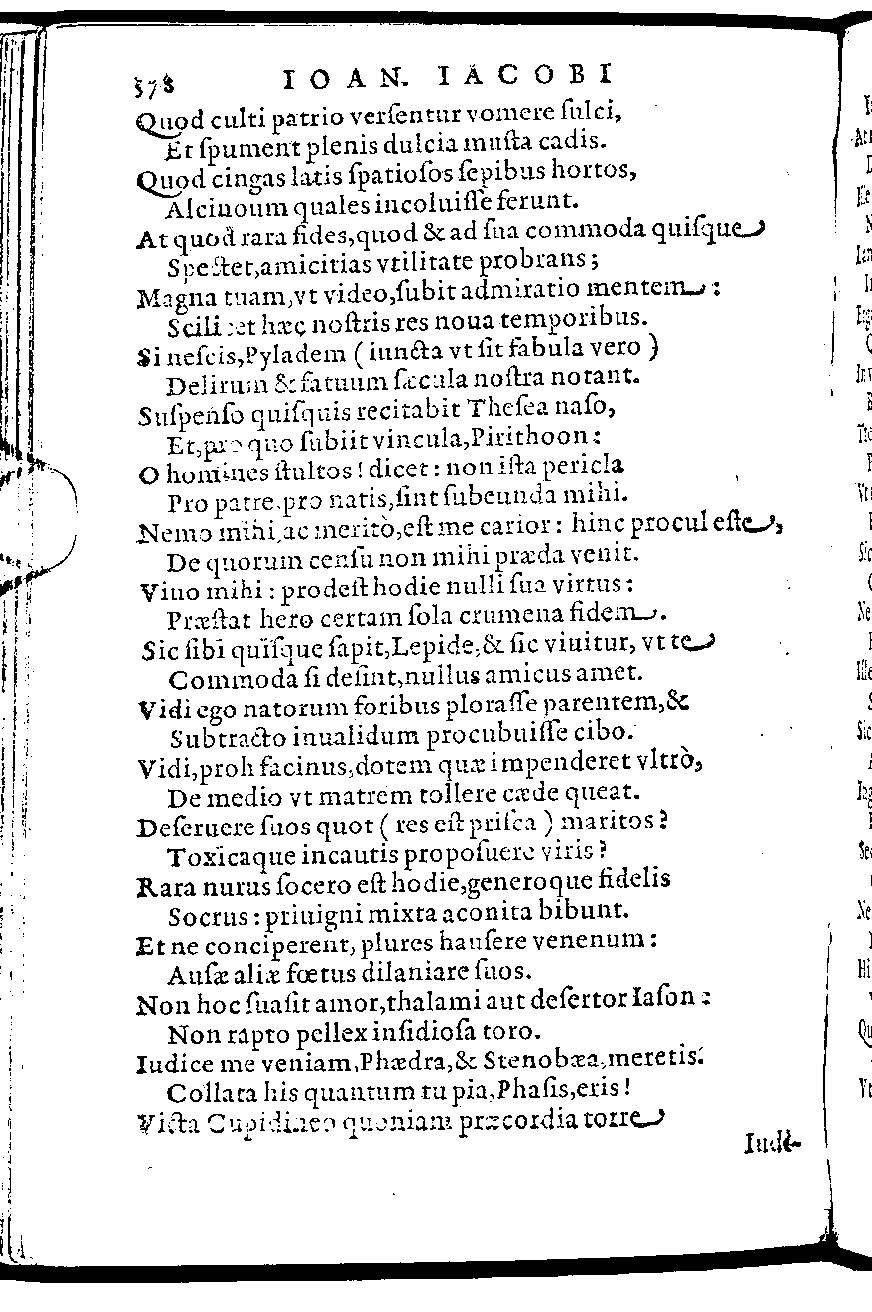 578 IOAN. IACOBI
Quod culti patrio verſentur vomere ſulci,
Et ſpument plenis dulcia muſta cadis.
Quod cingas latis ſpatioſos ſepibus hortos,
Alcinoum quales incoluiſſe ferunt.
At quod rara fides, quod & ad ſua commoda quiſque
Spectet, amicitias vtilitate probrans;
Magna tuam, vt video, ſubit admiratio mentem:
Scilicet hæc noſtris res noua temporibus.
Si neſcis, Pyladem (iuncta vt ſit fabula vero)
Delirum & fatuum ſæcula noſtra notant.
Suſpenſo quiſquis recitabit Theſea naſo,
Et, pro quo ſubiit vincula, Pirithoon:
O homines ſtultos! dicet: non iſta pericla
Pro patre, pro natis, ſint ſubeunda mihi.
Nemo mihi, ac meritò, eſt me carior: hinc procul eſte,
De quorum cenſu non mihi præda venit.
Viuo mihi: prodeſt hodie nulli ſua virtus:
Præſtat hero certam ſola crumena fidem.
Sic ſibi quiſque ſapit, Lepide, & ſic viuitur, vt te
Commoda ſi deſint, nullus amicus amet.
Vidi ego natorum foribus ploraſſe parentem, &
Subtracto inualidum procubuiſſe cibo.
Vidi, proh facinus, dotem quæ impenderet vltrò,
De medio vt matrem tollere cæde queat.
Deſeruere ſuos quot (res eſt priſca) maritos?
Toxicaque incautis propoſuere viris?
Rara nurus ſocero eſt hodie, generoque fidelis
Socrus: priuigni mixta aconita bibunt.
Et ne conciperent, plures hauſere venenum:
Auſæ aliæ fœtus dilaniare ſuos.
Non hoc ſuaſit amor, thalami aut deſertor Iaſon:
Non rapto pellex inſidioſa toro.
Iudice me veniam, Phædra, & Stenobæa, meretis:
Collata his quantum tu pia, Phaſis, eris!
Victa Cupidineo quoniam præcordia torre
Iudi-